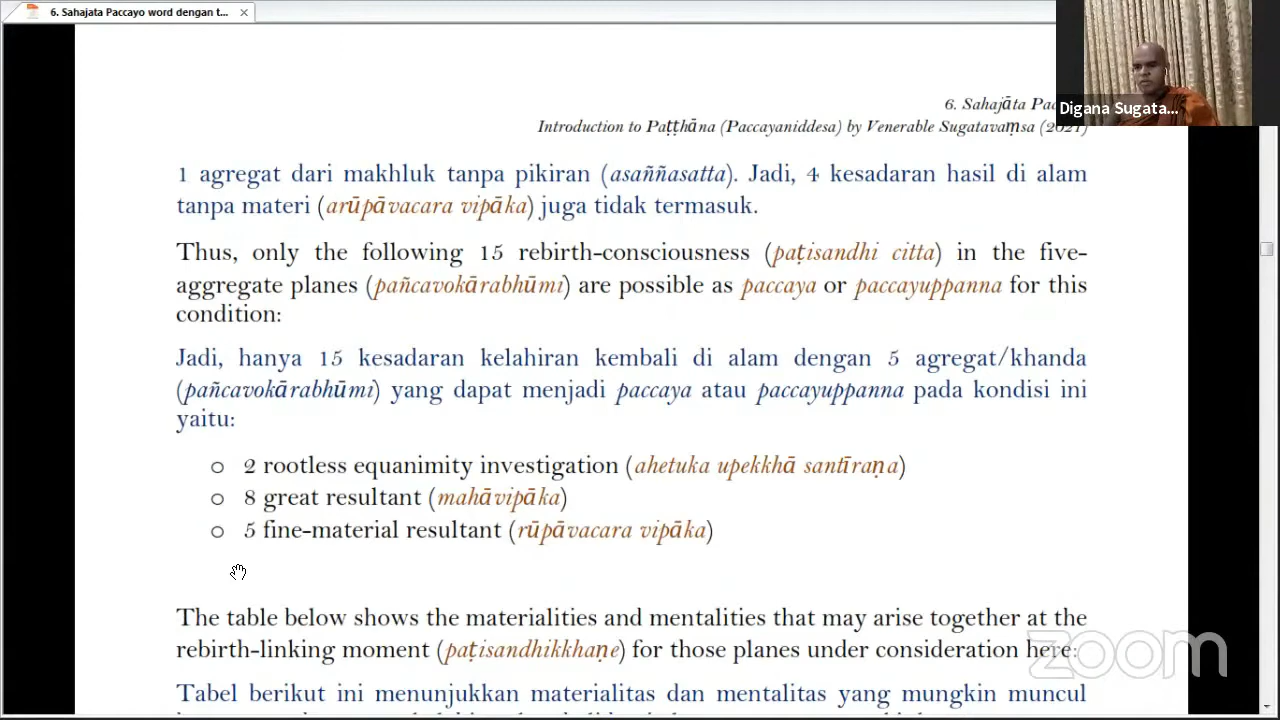 6. Sahajata Paccayo word dengan t...
6. Sahajāta Pac
Digana Sugata...
Introduction to Paṭṭhāna (Paccayaniddesa) by Venerable Sugatavaṃsa (2021)
1 agregat dari makhluk tanpa pikiran (asaññasatta). Jadi, 4 kesadaran hasil di alam
tanpa materi (arūpāvacara vipāka) juga tidak termasuk.
Thus, only the following 15 rebirth-consciousness (paṭisandhi citta) in the five-
aggregate planes (pañcavokārabhūmi) are possible as paccaya or paccayuppanna for this
condition:
Jadi, hanya 15 kesadaran kelahiran kembali di alam dengan 5 agregat/khanda
(pañcavokārabhūmi) yang dapat menjadi paccaya atau paccayuppanna pada kondisi ini
yaitu:
o 2 rootless equanimity investigation (ahetuka upekkhā santīraṇa)
o 8 great resultant (mahāvipāka)
o 5 fine-material resultant (rūpāvacara vipāka)
The table below shows the materialities and mentalities that may arise together at the
rebirth-linking moment (paṭisandhikkhaṇe) for those planes under consideration here:
zoom
Tabel berikut ini menunjukkan materialitas dan mentalitas yang mungkin muncul